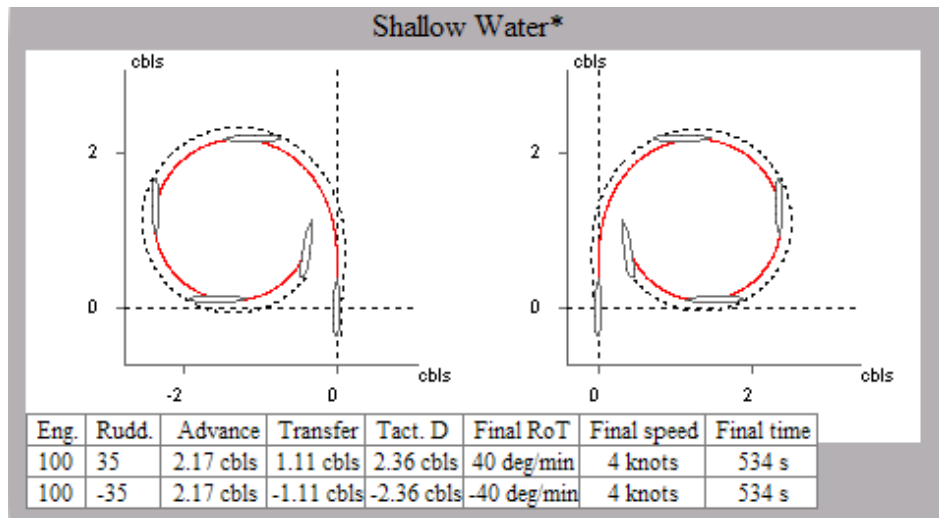 Shallow Water*
cbls cbls
2 2
0 0
cbls cbls
-2 0 0 2
Eng. Rudd. Advance Transfer Tact. D Final RoT Final speed Final time
100 35 2.17 cbls 1.11 cbls 2.36 cbls 40 deg/min 4 knots 534 s
100 -35 2.17 cbls -1.11 cbls -2.36 cbls -40 deg/min 4 knots 534 s